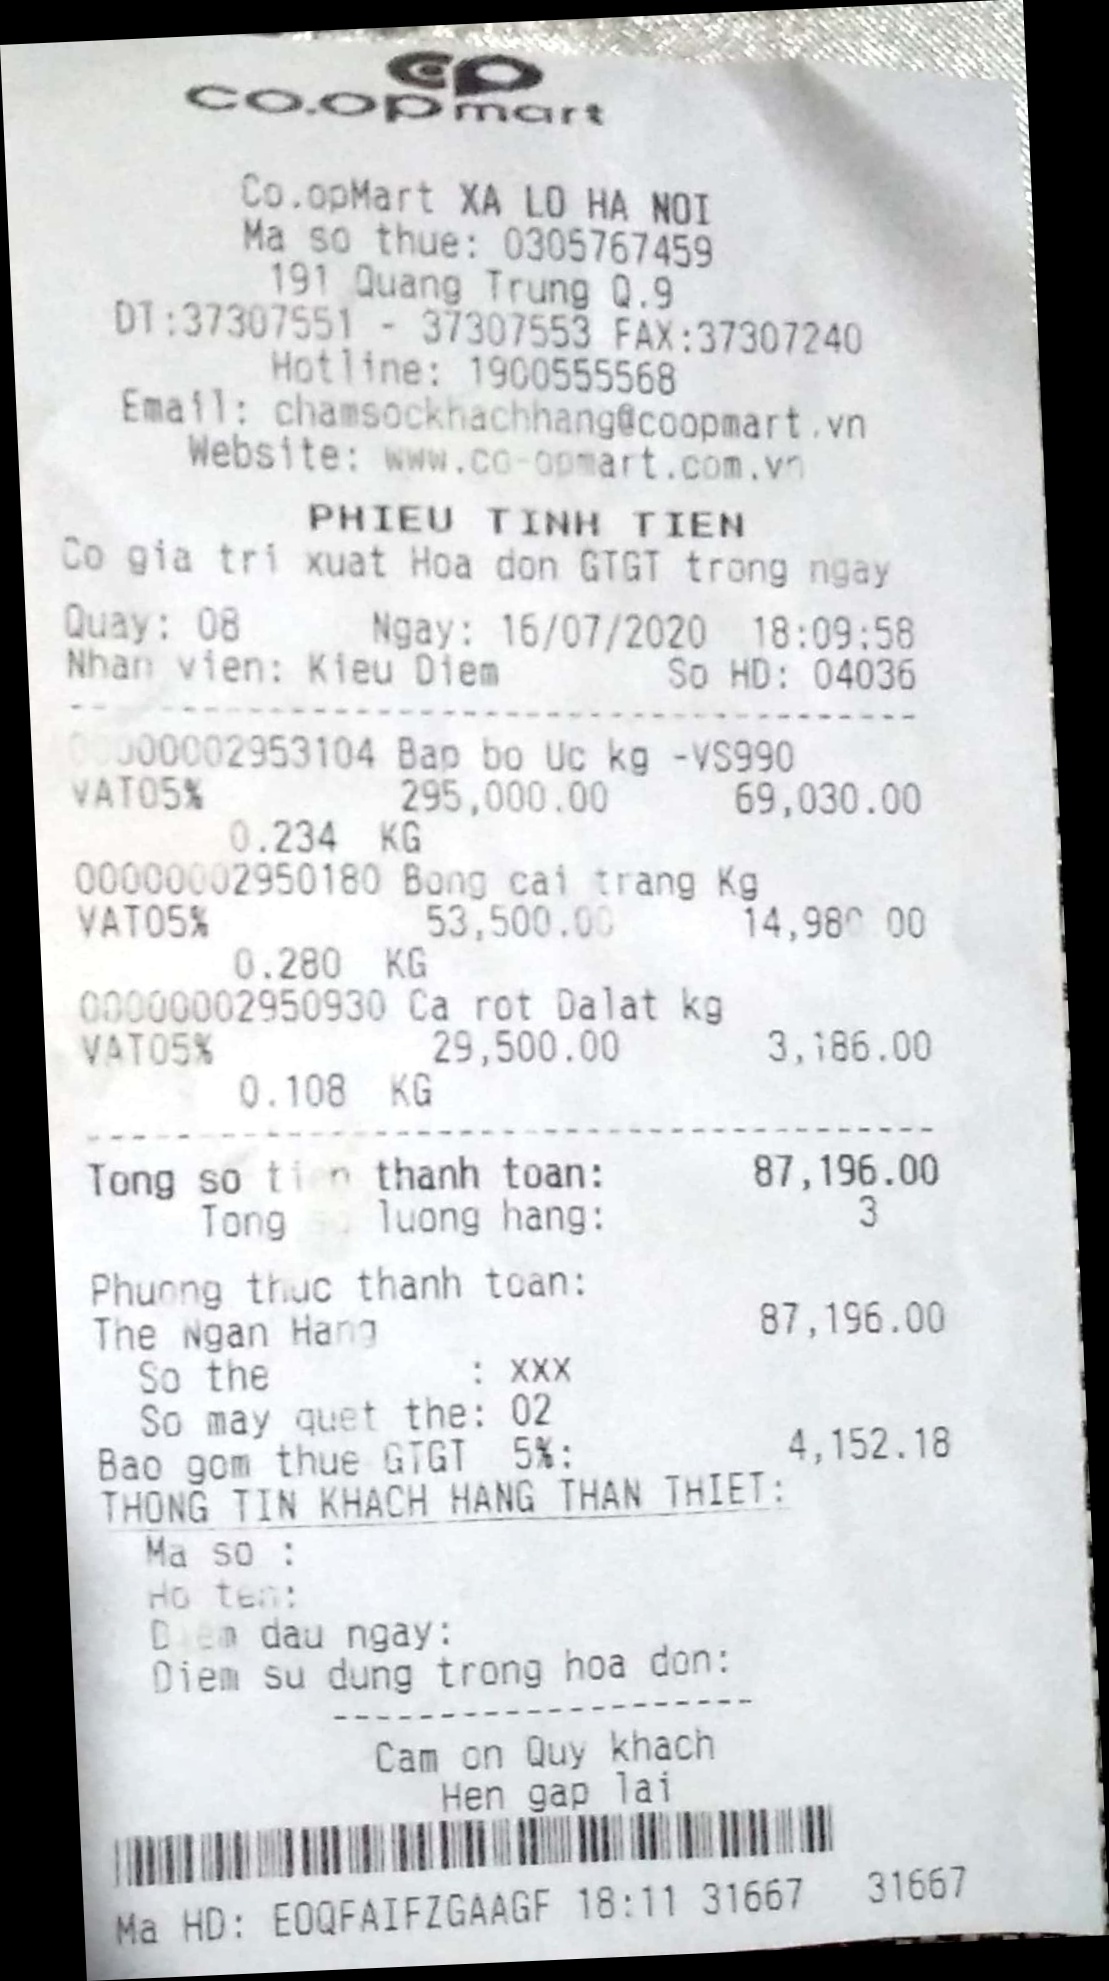 co.opmart
Co.opMart XA LO HA NOI
Ma so thue: 0305767459
191 Quang Trung Q.9
DT:37307551 - 37307553 FAX:37307240
Hotline: 1900555568
Email: chamsockhachhang@coopmart.vn
Website: www.co-opmart.com.vn
PHIEU TINH TIEN
Co gia tri xuat Hoa don GTGT trong ngay
Quay: 08 Ngay: 16/07/2020 18:09:58
Nhan vien: Kieu Diem So HD: 04036
00000002953104 Bap bo Uc kg -VS990
VAT05% 295,000.00 69,030.00
0.234 KG
00000002950180 Bong cai trang Kg
VAT05% 53,500.00 14,980.00
0.280 KG
00000002950930 Ca rot Dalat kg
VAT05% 29,500.00 3,186.00
0.108 KG
Tong so tien thanh toan: 87,196.00
Tong so luong hang: 3
Phuong thuc thanh toan:
The Ngan Hang 87,196.00
So the : XXX
So may quet the: 02
Bao gom thue GTGT 5%: 4,152.18
THONG TIN KHACH HANG THAN THIET:
Ma so :
Ho ten:
Diem dau ngay:
Diem su dung trong hoa don:
Cam on Quy khach
Hen gap lai
Ma HD: EOQFAIFZGAAGF 18:11 31667 31667